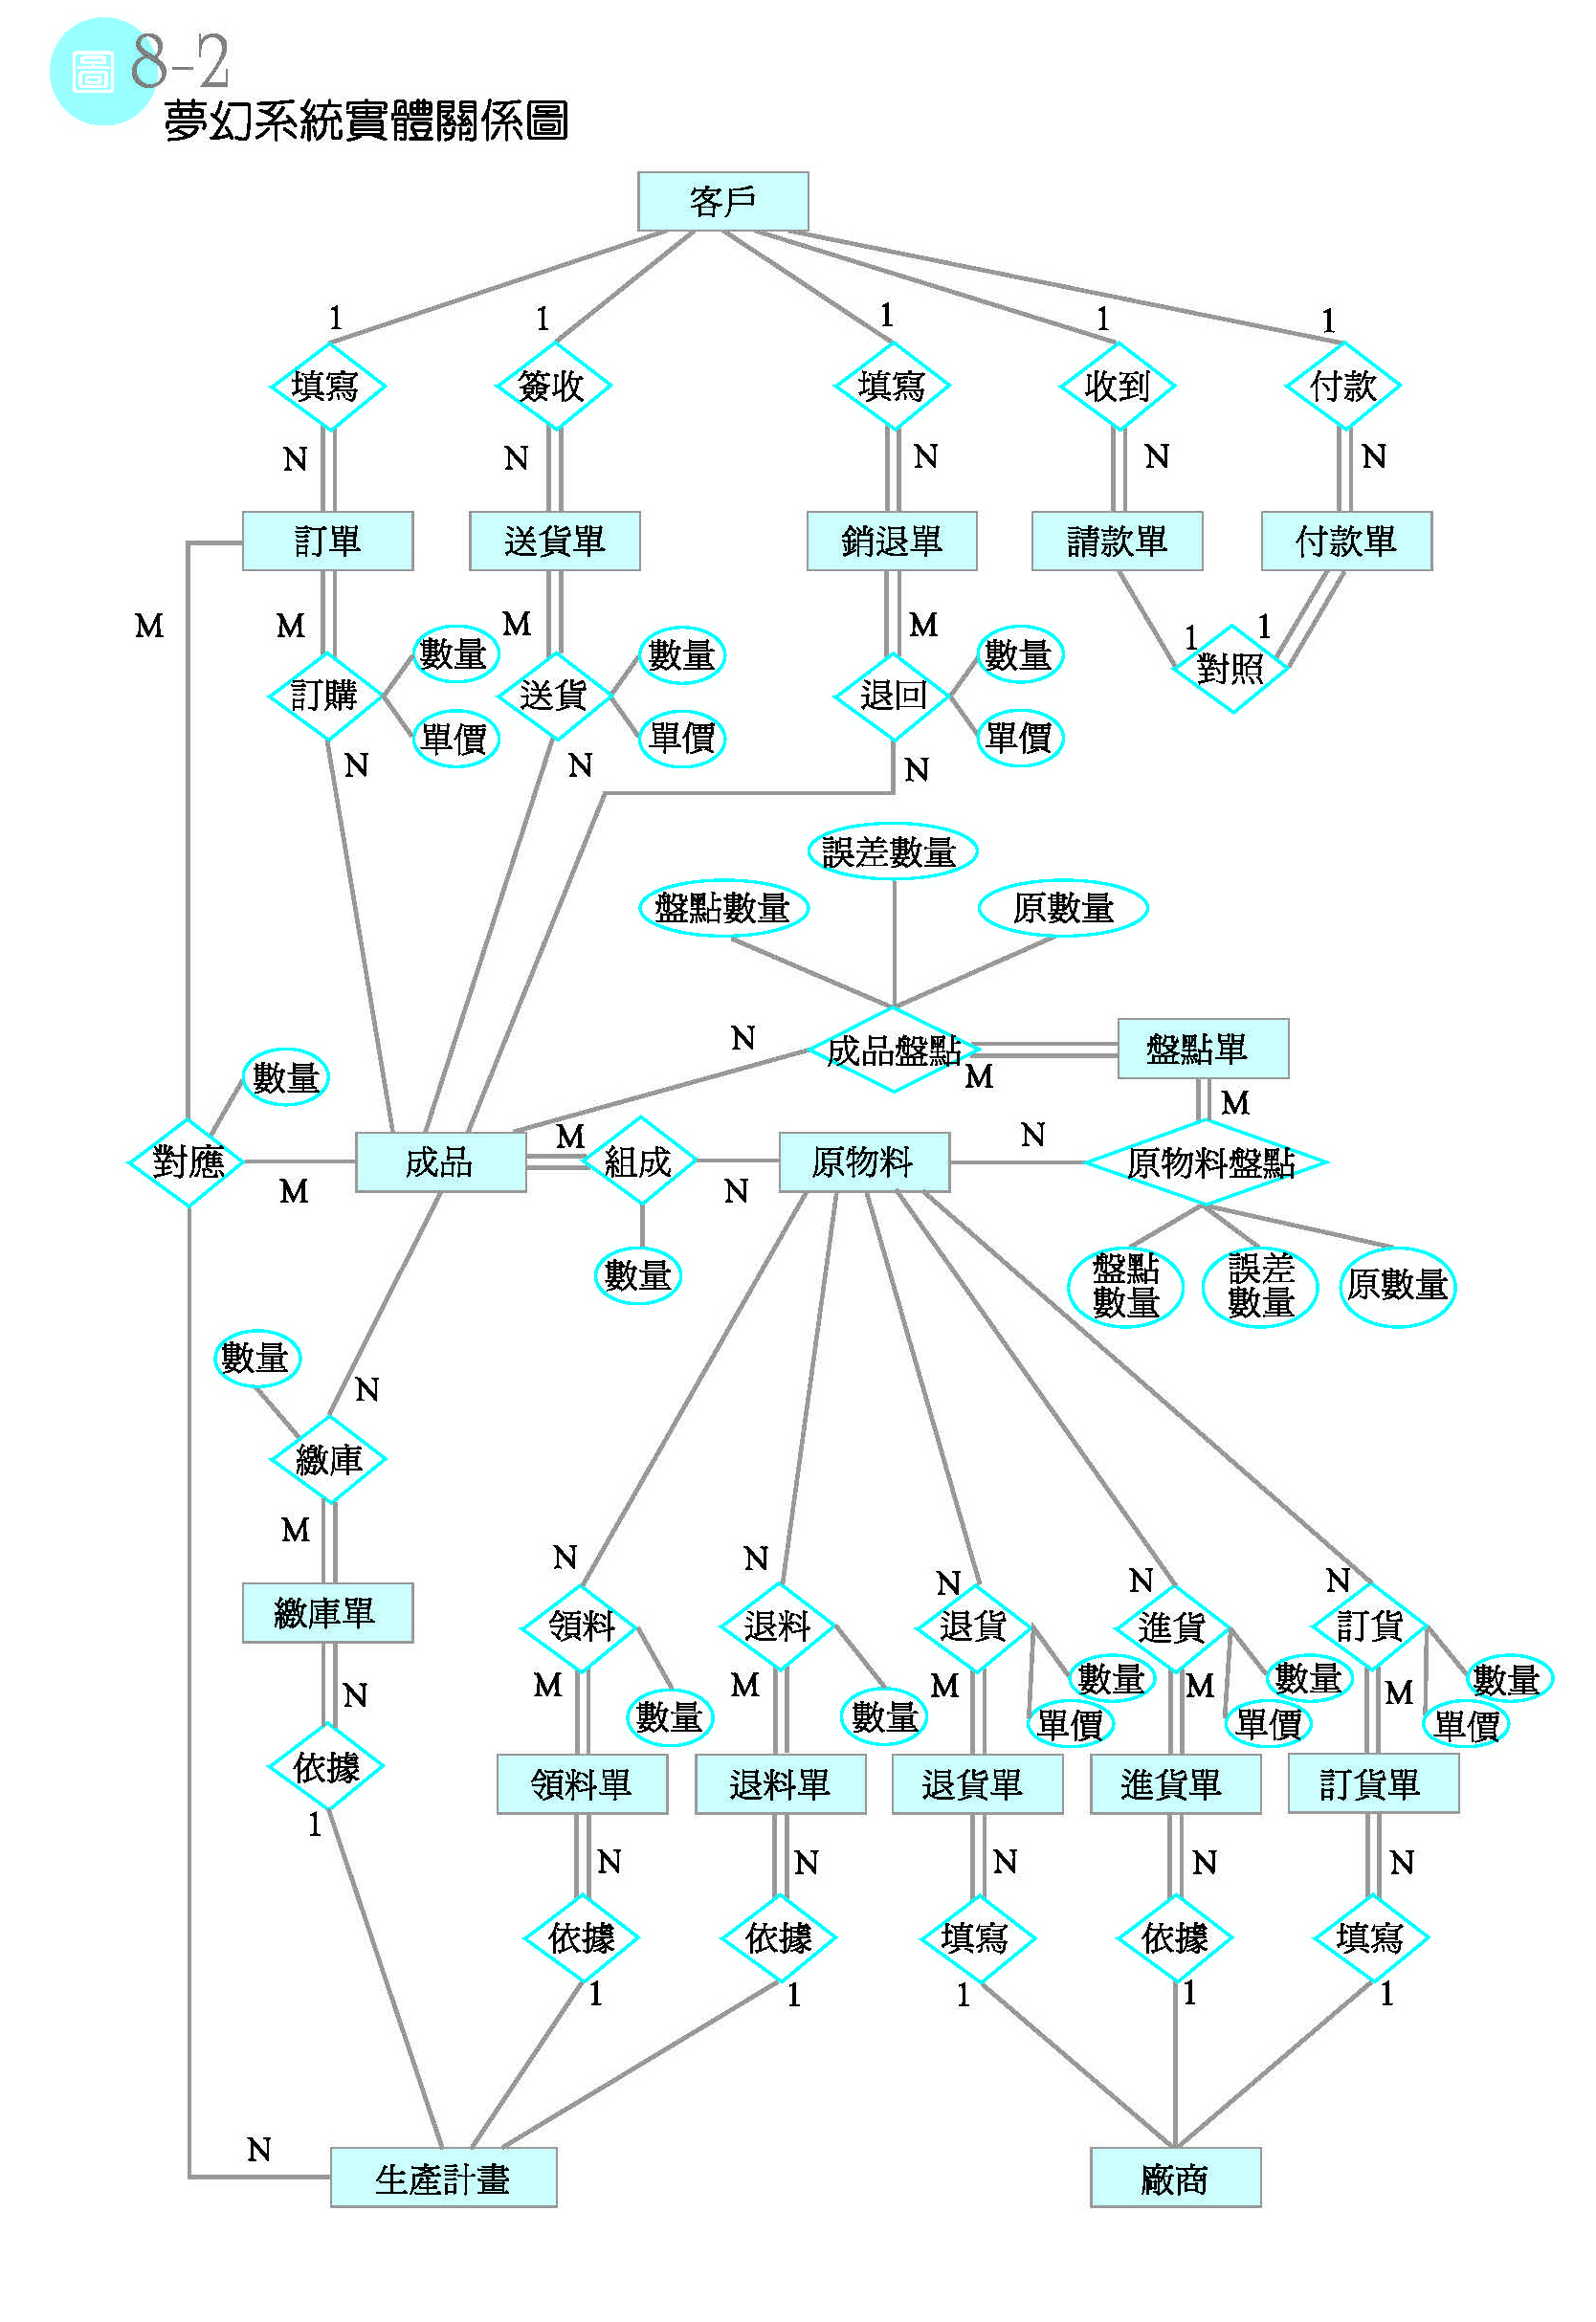 圖 8-2
夢幻系統實體關係圖
客戶
1 1 1 1 1
填寫 簽收 填寫 收到 付款
N N N N N
訂單 送貨單 銷退單 請款單 付款單
M M M M 1 1
數量 數量 數量
訂購 送貨 退回 對照
單價 單價 單價
N N N
誤差數量
盤點數量 原數量
N 成品盤點 M 盤點單
數量 M
對應 M 成品 M 組成 N 原物料 N 原物料盤點
數量
盤點數量 誤差數量 原數量
數量 N
繳庫
M N N N N N
繳庫單 領料 退料 退貨 進貨 訂貨
M M M M M
數量 數量 數量 數量 數量
單價 單價 單價
N
依據 領料單 退料單 退貨單 進貨單 訂貨單
1 N N N N N
依據 依據 填寫 依據 填寫
1 1 1 1 1
N 生產計畫 廠商